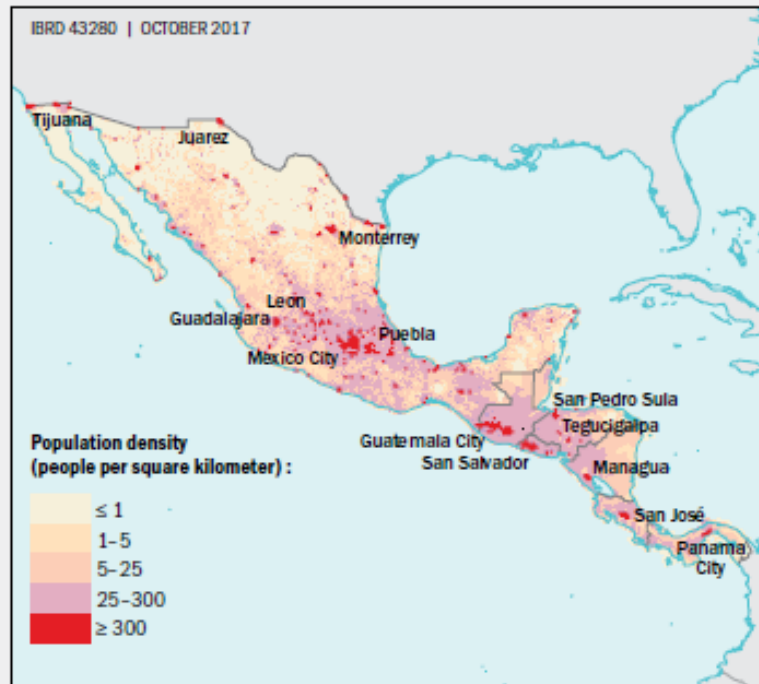 IBRD 43280 | OCTOBER 2017
Tijuana
Juarez
Monterrey
Leon
Guadalajara
Puebla
Mexico City
San Pedro Sula
Tegucigalpa
Guatemala City
San Salvador
Managua
San José
Panama
City
Population density
(people per square kilometer) :
≤ 1
1–5
5–25
25–300
≥ 300